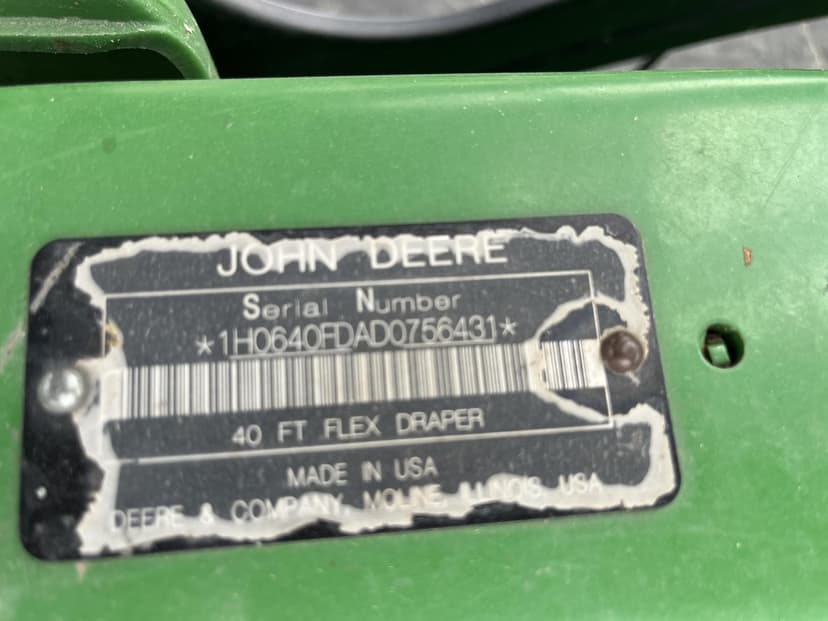 JOHN DEERE
Serial Number
*1H0640FDAD0756431*
40 FT FLEX DRAPER
MADE IN USA
DEERE & COMPANY, MOLINE, ILLINOIS, USA